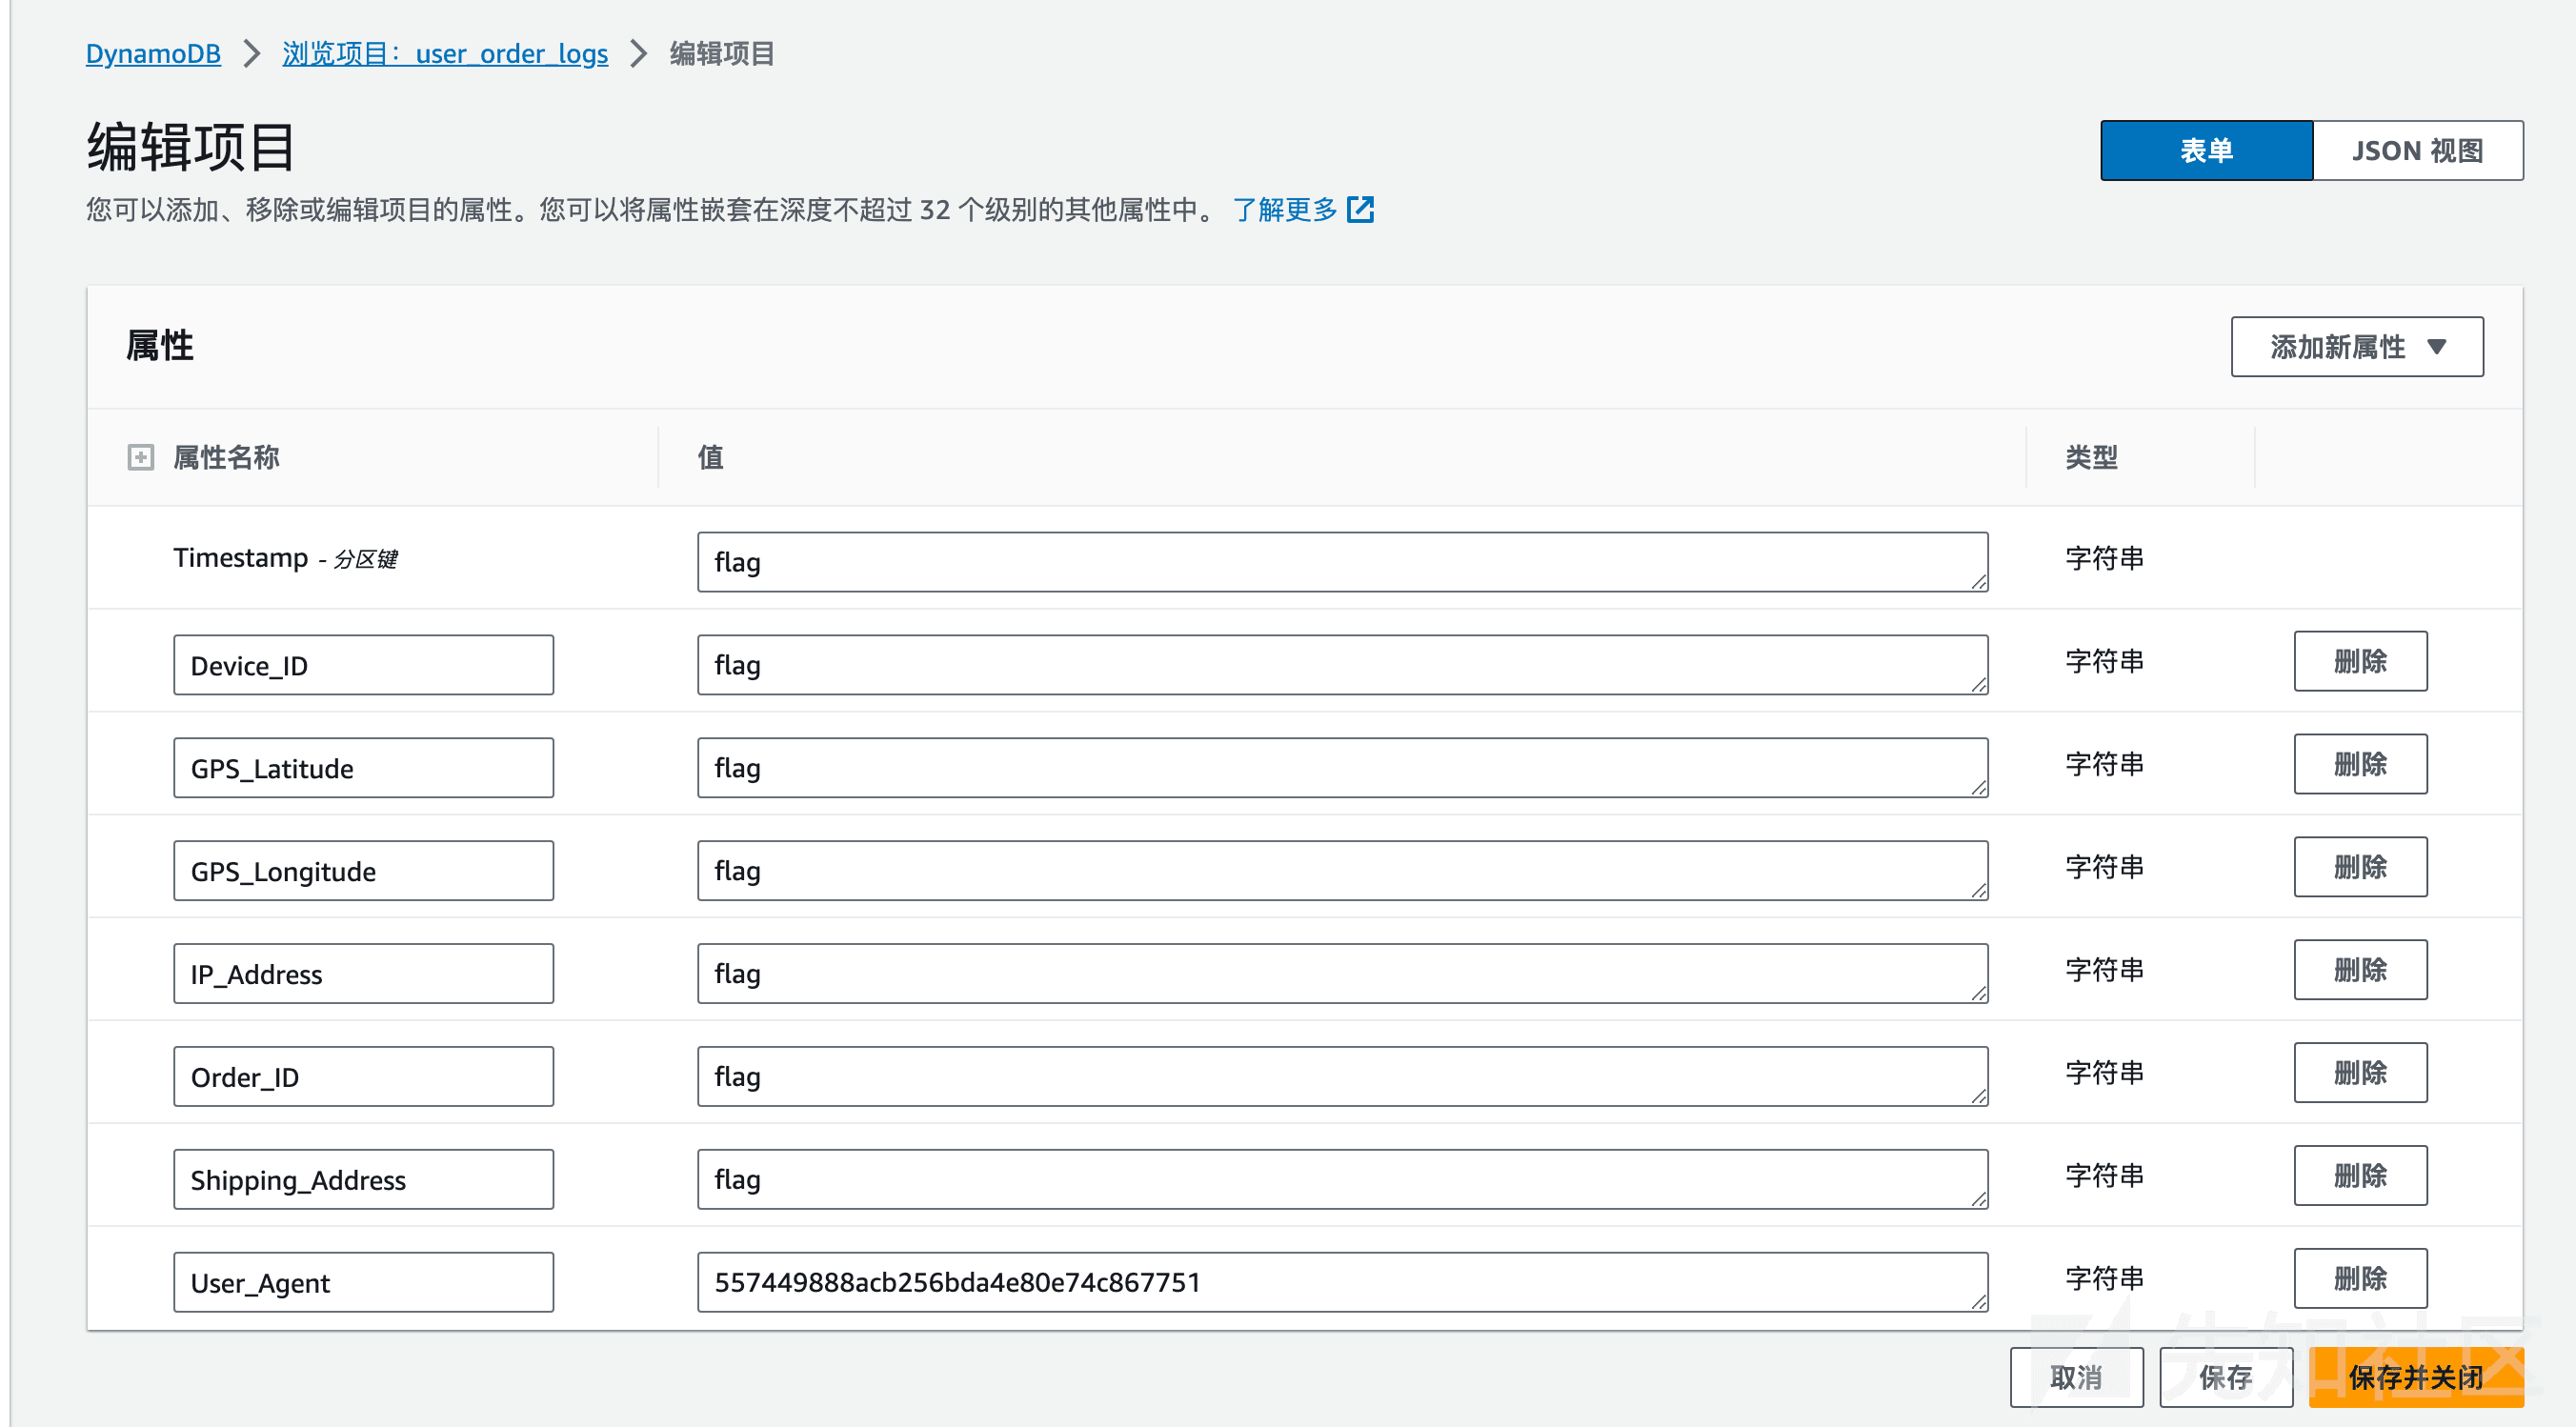 DynamoDB > 浏览项目：user_order_logs > 编辑项目
编辑项目
表单
JSON 视图
您可以添加、移除或编辑项目的属性。您可以将属性嵌套在深度不超过 32 个级别的其他属性中。 了解更多
属性
添加新属性
属性名称 值 类型
Timestamp - 分区键 flag 字符串
Device_ID flag 字符串 删除
GPS_Latitude flag 字符串 删除
GPS_Longitude flag 字符串 删除
IP_Address flag 字符串 删除
Order_ID flag 字符串 删除
Shipping_Address flag 字符串 删除
User_Agent 557449888acb256bda4e80e74c867751 字符串 删除
取消 保存 保存并关闭
先知社区